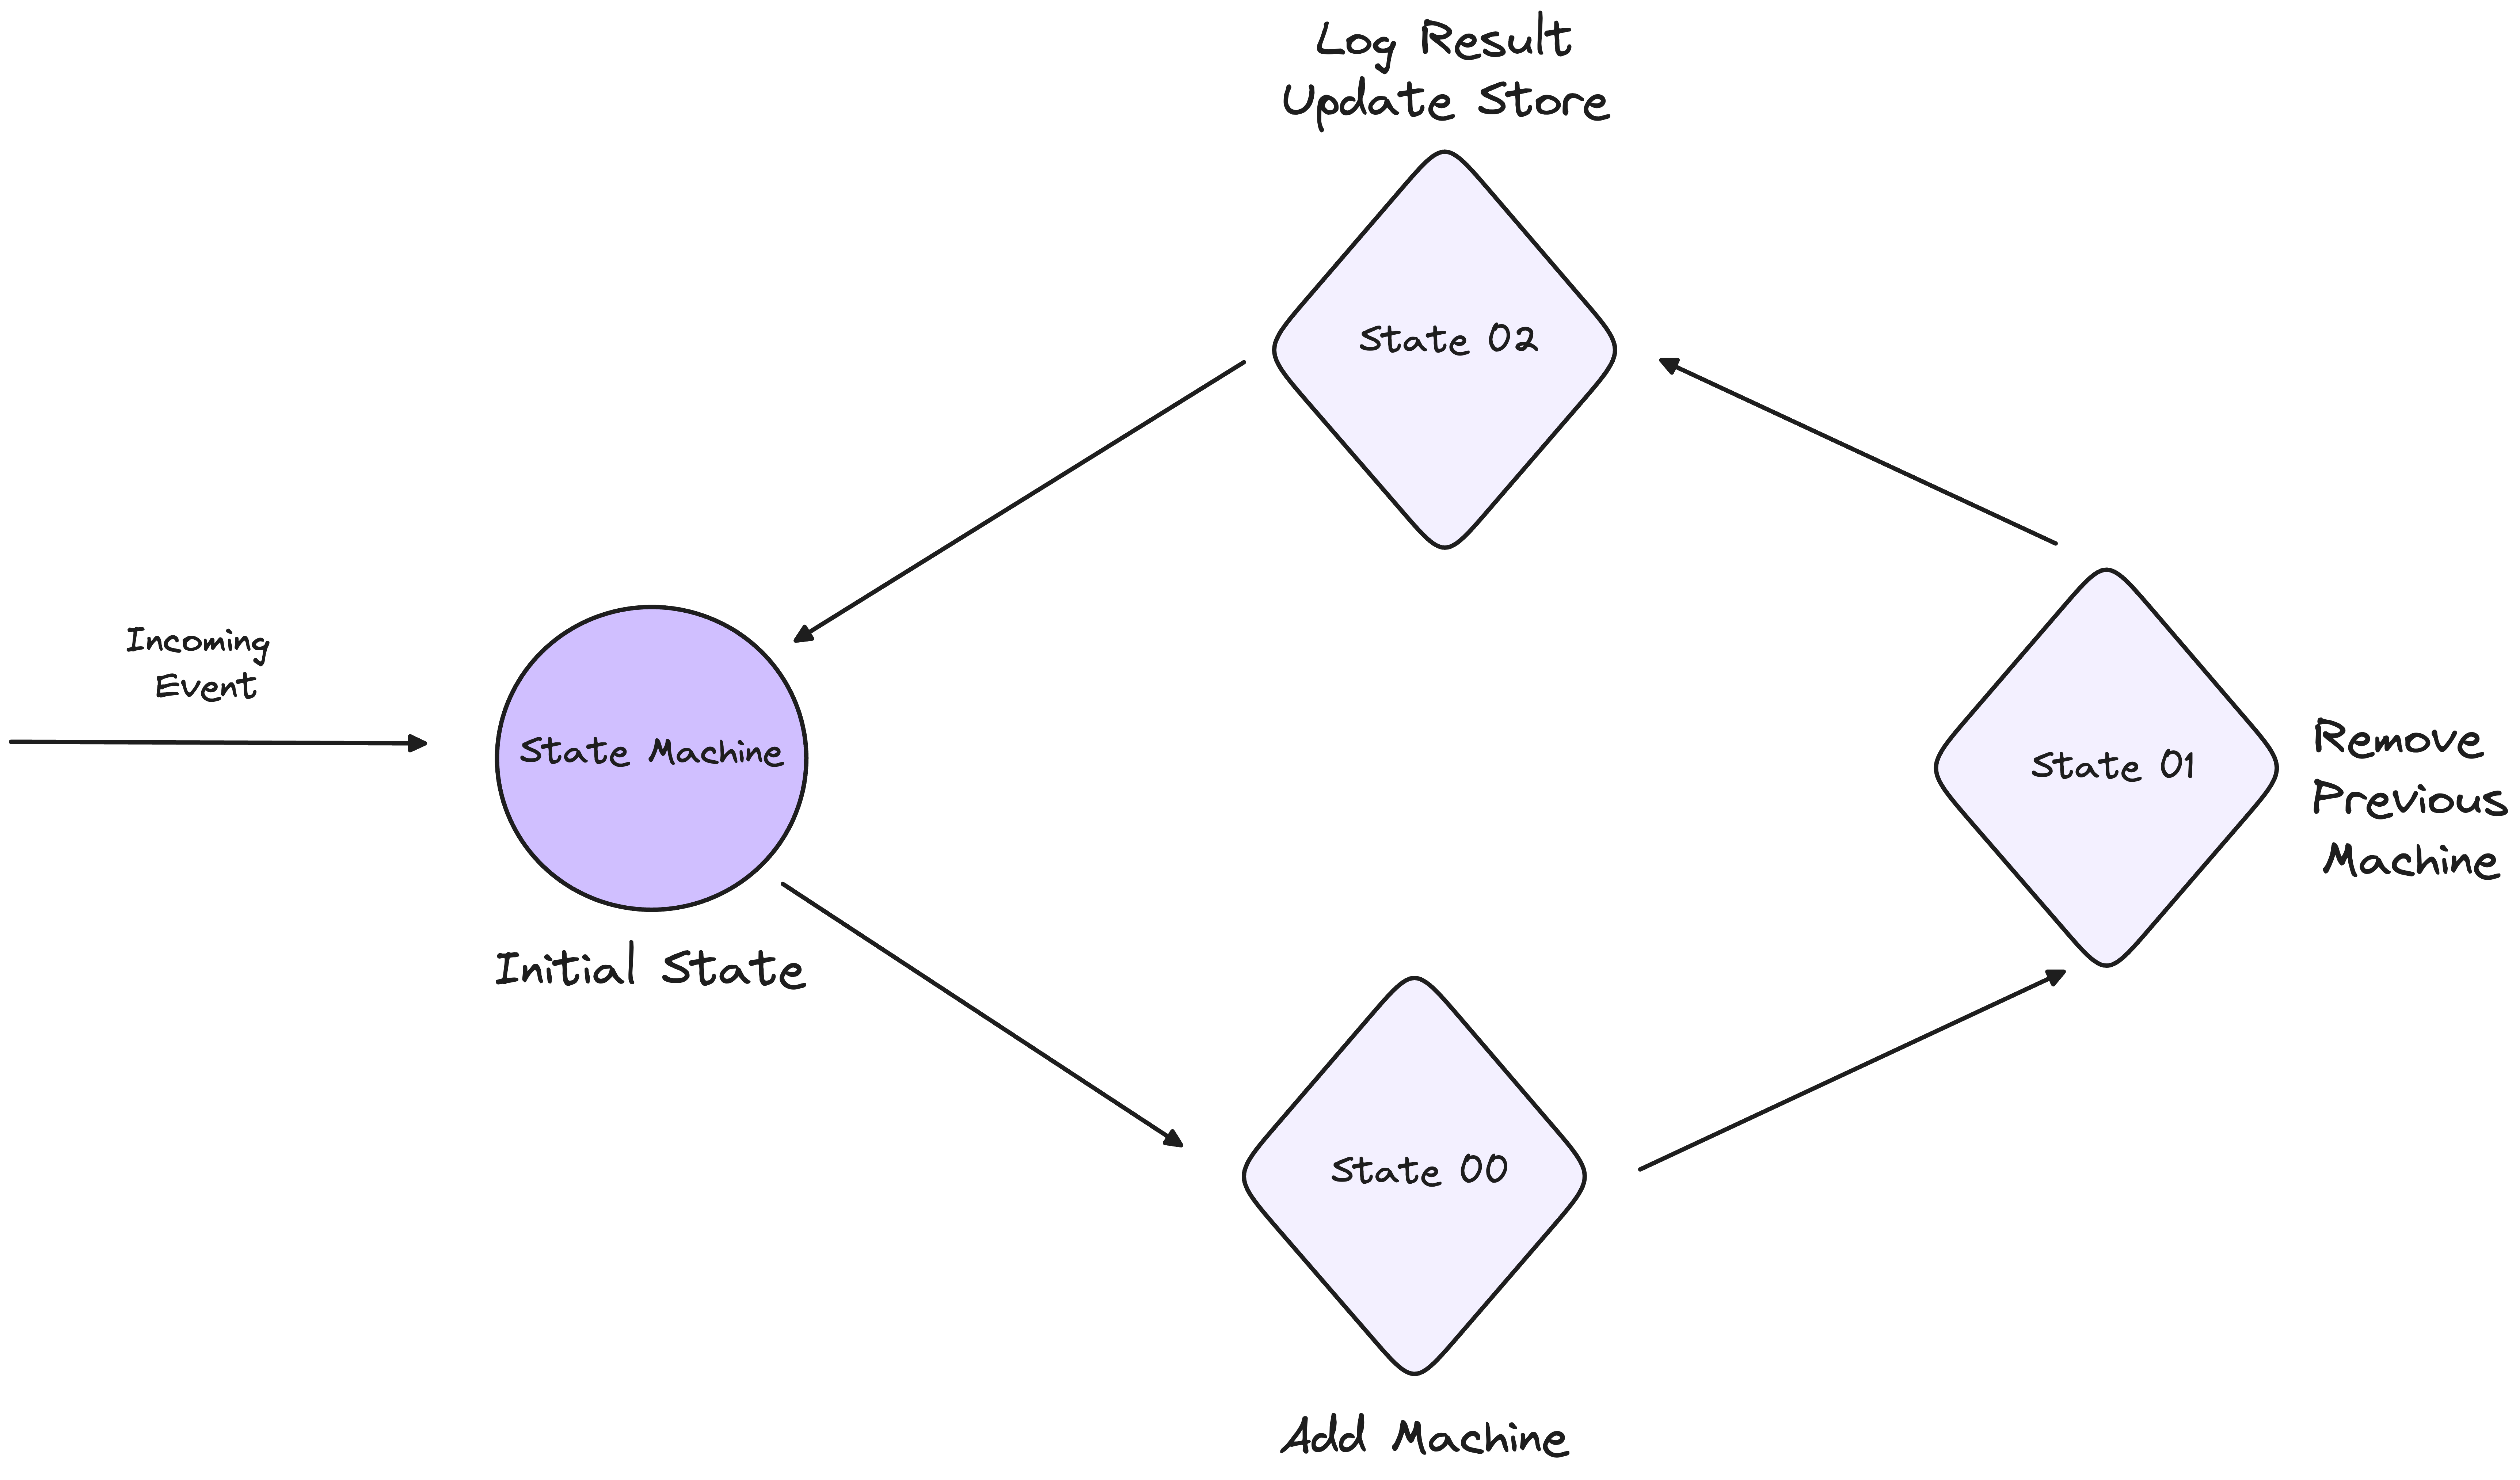 Log Result
Update Store
State 02
Incoming
Event
State Machine
Initial State
State 01
Remove
Previous
Machine
State 00
Add Machine